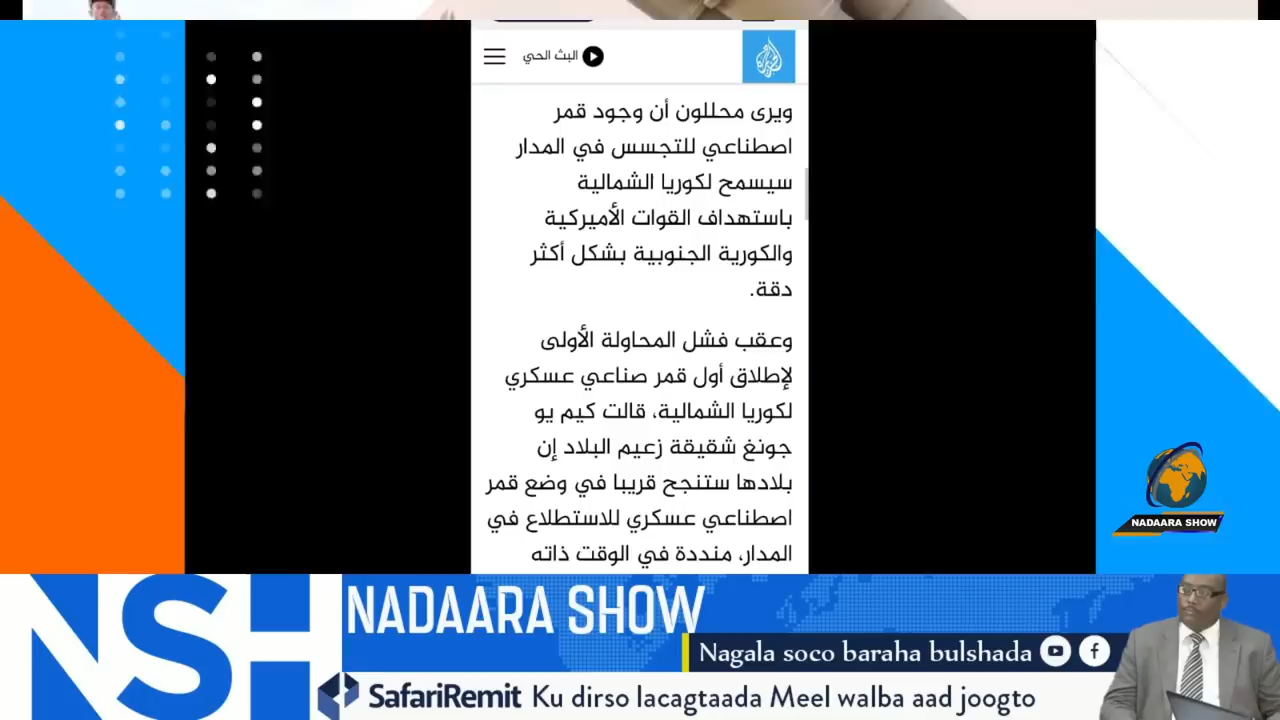 البث الحي
ويرى محللون أن وجود قمر
اصطناعي للتجسس في المدار
سيسمح لكوريا الشمالية
باستهداف القوات الأميركية
والكورية الجنوبية بشكل أكثر
دقة.
وعقب فشل المحاولة الأولى
لإطلاق أول قمر صناعي عسكري
لكوريا الشمالية، قالت كيم يو
جونغ شقيقة زعيم البلاد إن
بلادها ستنجح قريبا في وضع قمر
اصطناعي عسكري للاستطلاع في
المدار، منددة في الوقت ذاته
NADAARA SHOW
NSH
NADAARA SHOW
Nagala soco baraha bulshada
SafariRemit Ku dirso lacagtaada Meel walba aad joogto